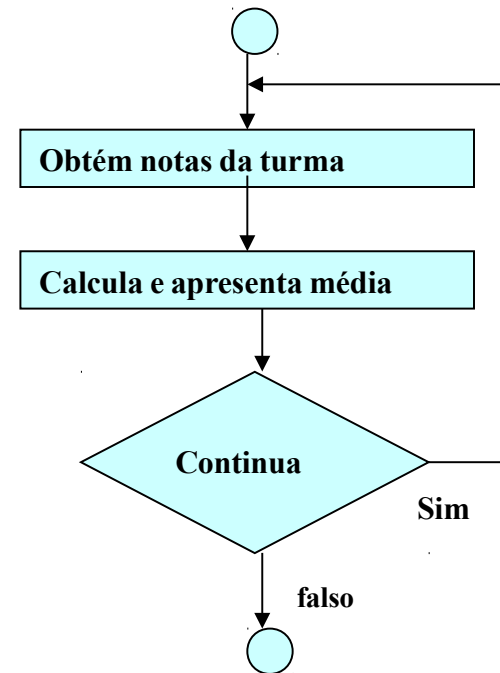 Obtém notas da turma
Calcula e apresenta média
Continua
Sim
falso